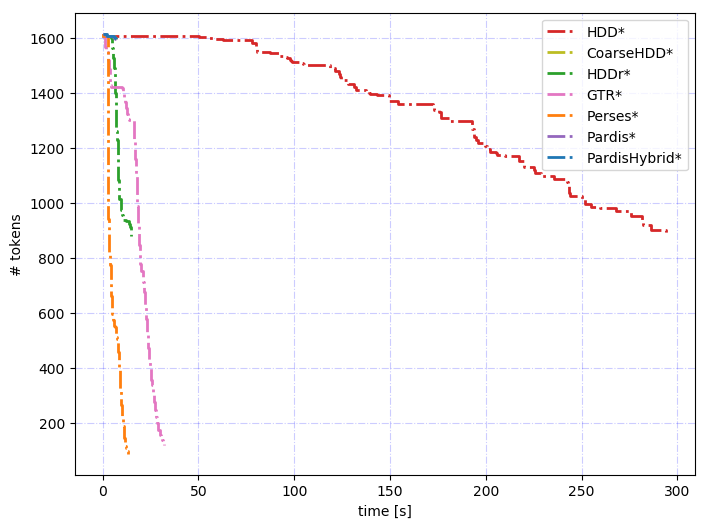 1600
1400
1200
1000
800
600
400
200
# tokens
0
50
100
150
200
250
300
time [s]
HDD*
CoarseHDD*
HDDr*
GTR*
Perses*
Pardis*
PardisHybrid*